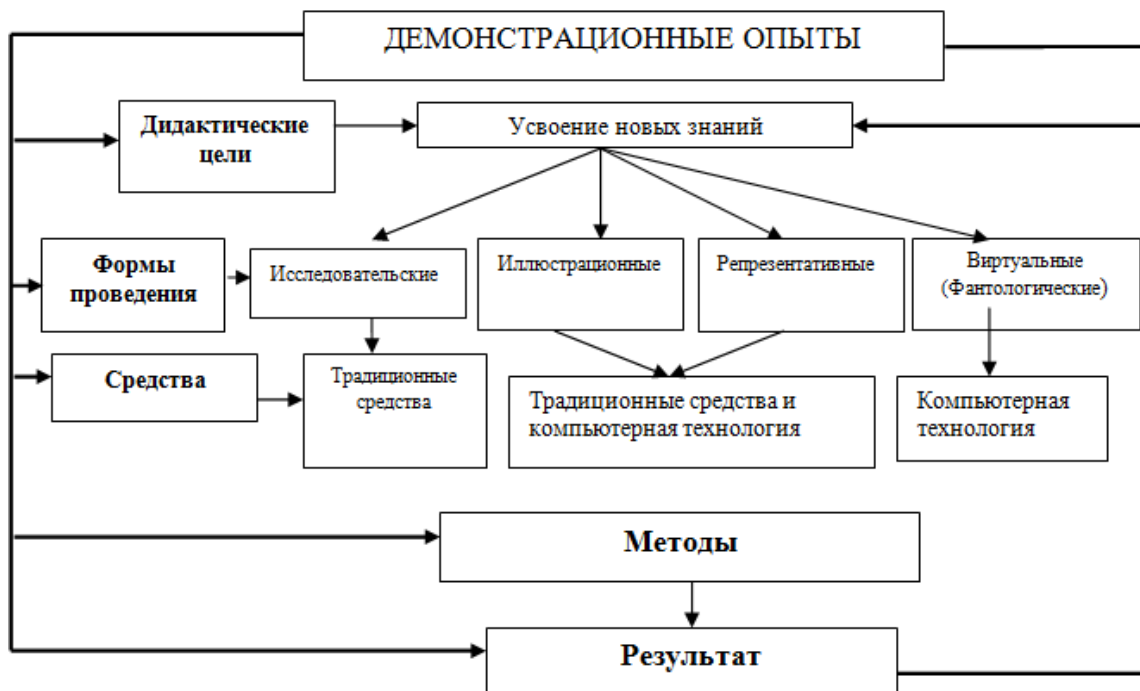 ДЕМОНСТРАЦИОННЫЕ ОПЫТЫ
Дидактические
цели
Усвоение новых знаний
Формы
проведения
Исследовательские
Иллюстрационные
Репрезентативные
Виртуальные
(Фантологические)
Средства
Традиционные
средства
Традиционные средства и
компьютерная технология
Компьютерная
технология
Методы
Результат